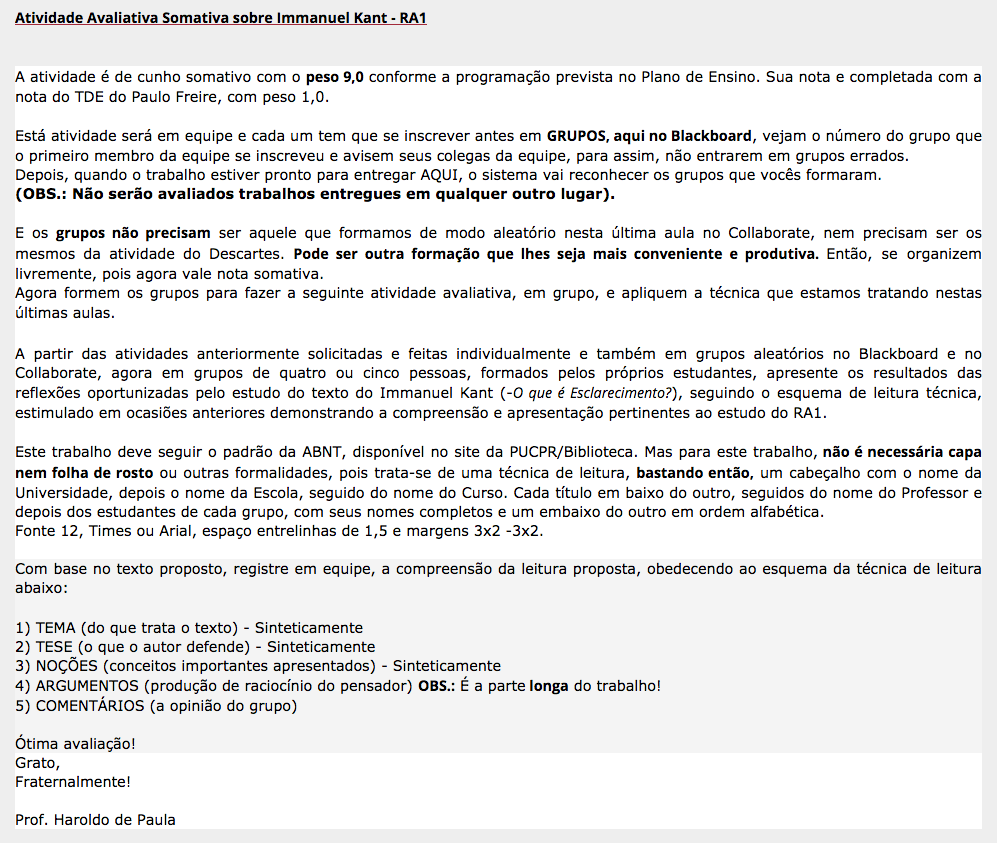 Atividade Avaliativa Somativa sobre Immanuel Kant - RA1
A atividade é de cunho somativo com o peso 9,0 conforme a programação prevista no Plano de Ensino. Sua nota e completada com a
nota do TDE do Paulo Freire, com peso 1,0.
Está atividade será em equipe e cada um tem que se inscrever antes em GRUPOS, aqui no Blackboard, vejam o número do grupo que
o primeiro membro da equipe se inscreveu e avisem seus colegas da equipe, para assim, não entrarem em grupos errados.
Depois, quando o trabalho estiver pronto para entregar AQUI, o sistema vai reconhecer os grupos que vocês formaram.
(OBS.: Não serão avaliados trabalhos entregues em qualquer outro lugar).
E os grupos não precisam ser aquele que formamos de modo aleatório nesta última aula no Collaborate, nem precisam ser os
mesmos da atividade do Descartes. Pode ser outra formação que lhes seja mais conveniente e produtiva. Então, se organizem
livremente, pois agora vale nota somativa.
Agora formem os grupos para fazer a seguinte atividade avaliativa, em grupo, e apliquem a técnica que estamos tratando nestas
últimas aulas.
A partir das atividades anteriormente solicitadas e feitas individualmente e também em grupos aleatórios no Blackboard e no
Collaborate, agora em grupos de quatro ou cinco pessoas, formados pelos próprios estudantes, apresente os resultados das
reflexões oportunizadas pelo estudo do texto do Immanuel Kant (-O que é Esclarecimento?), seguindo o esquema de leitura técnica,
estimulado em ocasiões anteriores demonstrando a compreensão e apresentação pertinentes ao estudo do RA1.
Este trabalho deve seguir o padrão da ABNT, disponível no site da PUCPR/Biblioteca. Mas para este trabalho, não é necessária capa
nem folha de rosto ou outras formalidades, pois trata-se de uma técnica de leitura, bastando então, um cabeçalho com o nome da
Universidade, depois o nome da Escola, seguido do nome do Curso. Cada título em baixo do outro, seguidos do nome do Professor e
depois dos estudantes de cada grupo, com seus nomes completos e um embaixo do outro em ordem alfabética.
Fonte 12, Times ou Arial, espaço entrelinhas de 1,5 e margens 3x2 -3x2.
Com base no texto proposto, registre em equipe, a compreensão da leitura proposta, obedecendo ao esquema da técnica de leitura
abaixo:
1) TEMA (do que trata o texto) - Sinteticamente
2) TESE (o que o autor defende) - Sinteticamente
3) NOÇÕES (conceitos importantes apresentados) - Sinteticamente
4) ARGUMENTOS (produção de raciocínio do pensador) OBS.: É a parte longa do trabalho!
5) COMENTÁRIOS (a opinião do grupo)
Ótima avaliação!
Grato,
Fraternalmente!
Prof. Haroldo de Paula